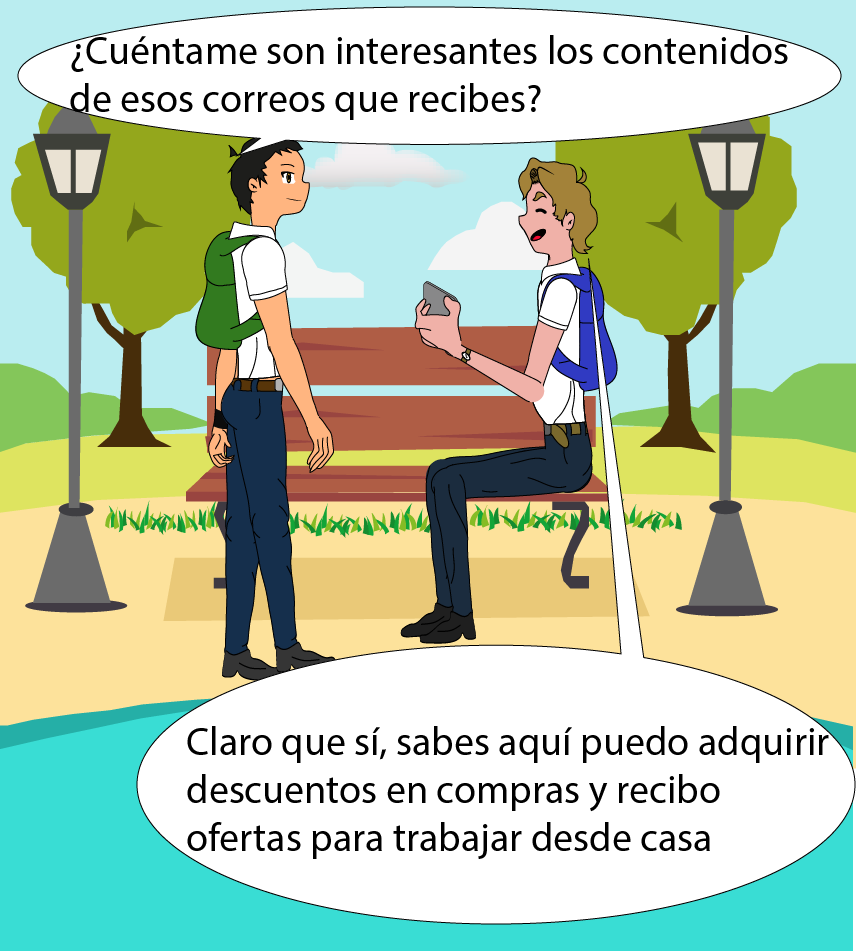 ¿Cuéntame son interesantes los contenidos
de esos correos que recibes?
Claro que sí, sabes aquí puedo adquirir
descuentos en compras y recibo
ofertas para trabajar desde casa